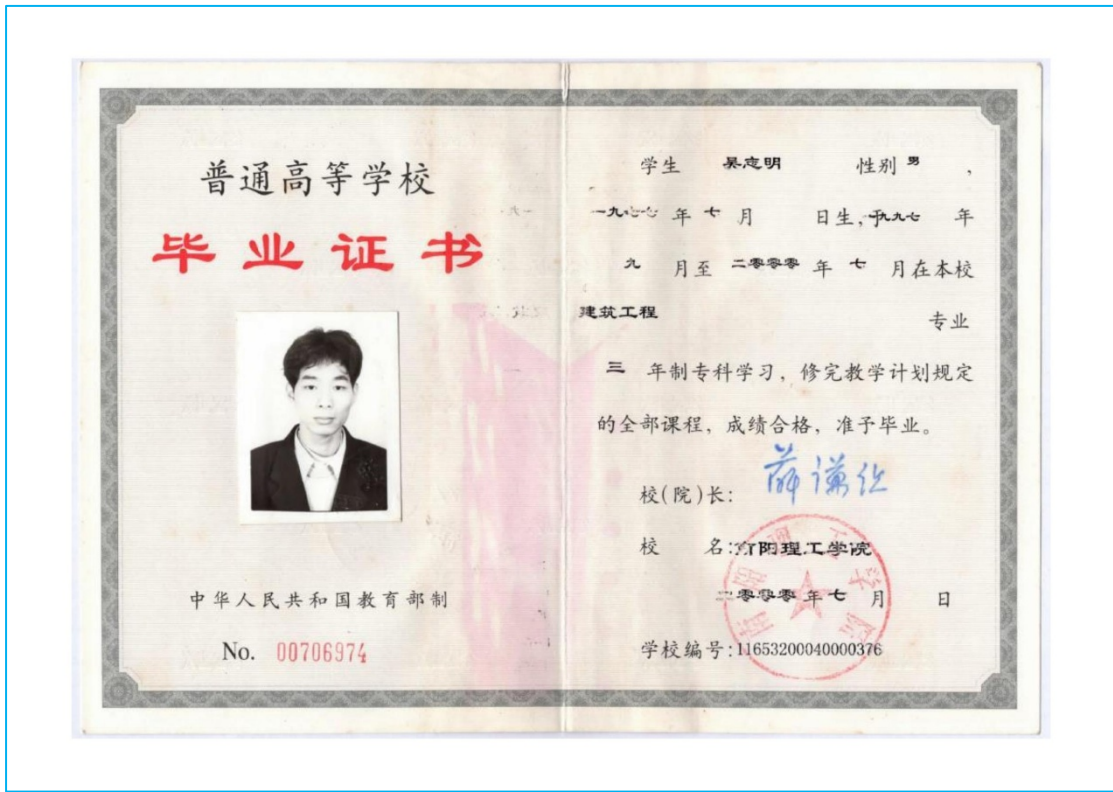 普通高等学校
毕业证书
中华人民共和国教育部制
No. 00706974
学生 吴志明 性别 男 ，
一九七七 年 七 月 日生，于一九九七 年
九 月至 二零零零 年 七 月在本校
建筑工程 专业
三 年制专科学习，修完教学计划规定
的全部课程，成绩合格，准予毕业。
校(院)长：
校 名：南阳理工学院
二零零零 年 七 月 日
学校编号：11653200040000376
南阳理工学院